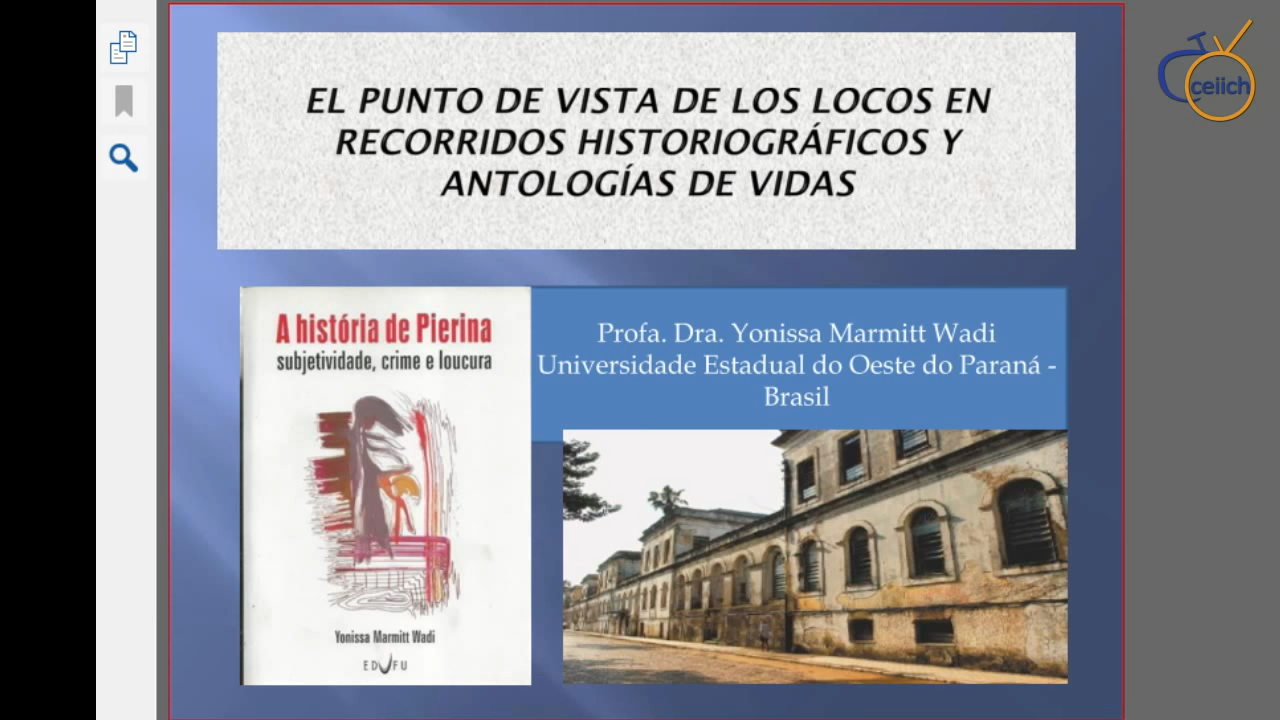 ceiich
EL PUNTO DE VISTA DE LOS LOCOS EN
RECORRIDOS HISTORIOGRÁFICOS Y
ANTOLOGÍAS DE VIDAS
A história de Pierina
subjetividade, crime e loucura
Yonissa Marmitt Wadi
EDUFU
Profa. Dra. Yonissa Marmitt Wadi
Universidade Estadual do Oeste do Paraná -
Brasil